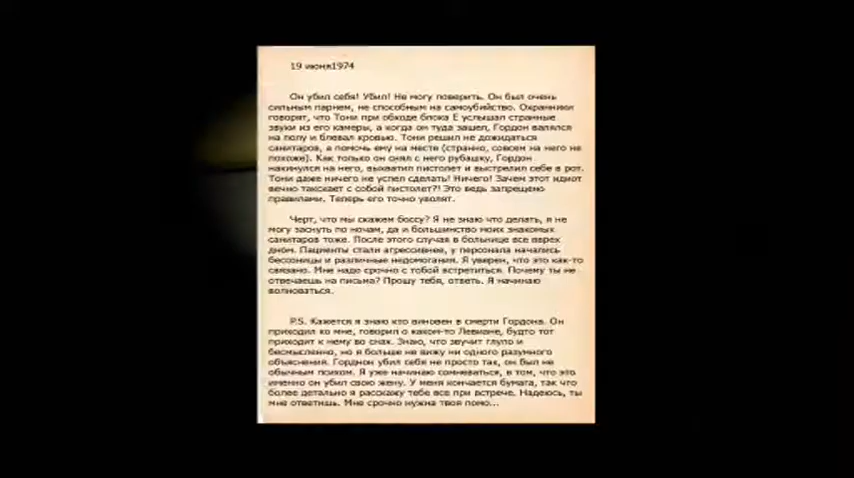 19 июня1974
Он убил себя! Убил! Не могу поверить. Он был очень
сильным парнем, не способным на самоубийство. Охранники
говорят, что Тони при обходе блока Е услышал странные
звуки из его камеры, а когда он туда зашел, Гордон валялся
на полу и блевал кровью. Тони решил не дожидаться
санитаров, а помочь ему на месте (странно, совсем на него не
похоже). Как только он снял с него рубашку, Гордон
накинулся на него, выхватил пистолет и выстрелил себе в рот.
Тони даже ничего не успел сделать! Ничего! Зачем этот идиот
вечно таксает с собой пистолет?! Это ведь запрещено
правилами. Теперь его точно уволят.
Черт, что мы скажем боссу? Я не знаю что делать, я не
могу заснуть по ночам, да и большинство моих знакомых
санитаров тоже. После этого случая в больнице все вверх
дном. Пациенты стали агрессивнее, у персонала начались
бессоницы и различные недомогания. Я уверен, что это как-то
связано. Мне надо срочно с тобой встретиться. Почему ты не
отвечаешь на письма? Прошу тебя, ответь. Я начинаю
волноваться.
P.S. Кажется я знаю кто виновен в смерти Гордона. Он
приходил ко мне, говорил о каком-то Левиане, будто тот
приходит к нему во снах. Знаю, что звучит глупо и
бесмысленно, но я больше не вижу ни одного разумного
объяснения. Горднон убил себя не просто так, он был не
обычным психом. Я уже начинаю сомневаться, в том, что это
именно он убил свою жену. У меня кончается бумага, так что
более детально я расскажу тебе все при встрече. Надеюсь, ты
мне ответишь. Мне срочно нужна твоя помо...